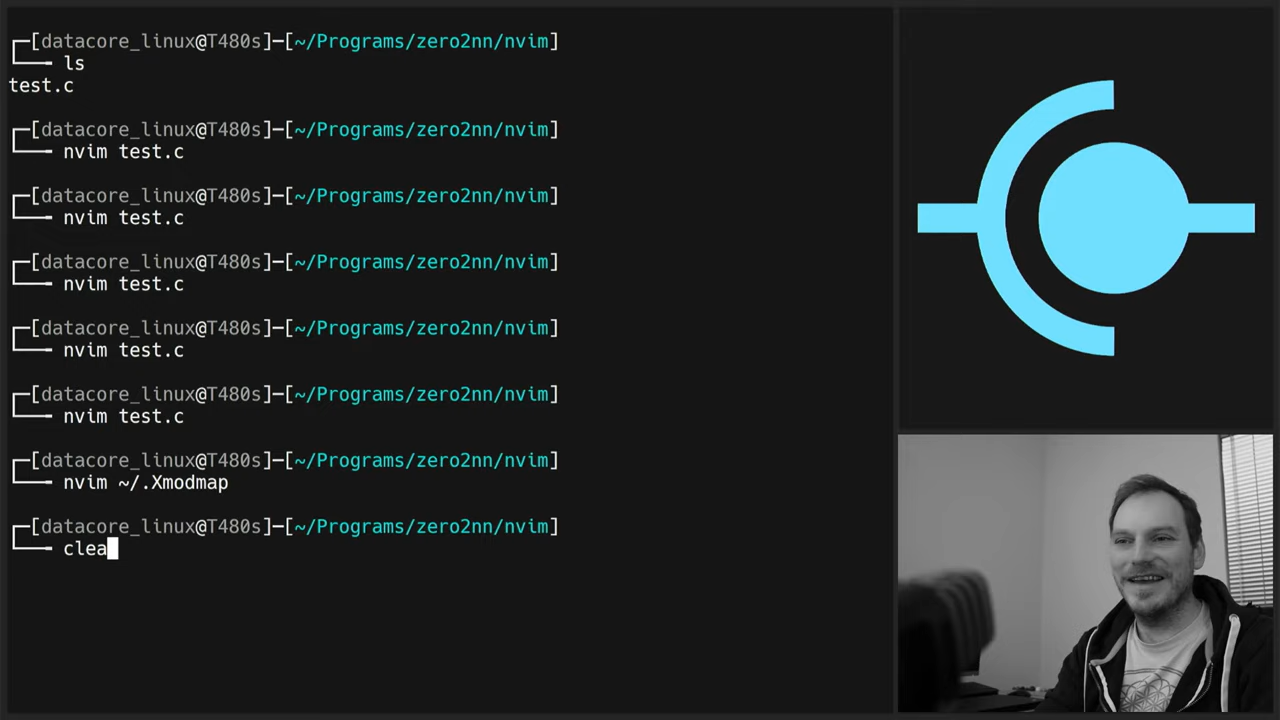 ┌─[datacore_linux@T480s]─[~/Programs/zero2nn/nvim]
└── ls
test.c
┌─[datacore_linux@T480s]─[~/Programs/zero2nn/nvim]
└── nvim test.c
┌─[datacore_linux@T480s]─[~/Programs/zero2nn/nvim]
└── nvim test.c
┌─[datacore_linux@T480s]─[~/Programs/zero2nn/nvim]
└── nvim test.c
┌─[datacore_linux@T480s]─[~/Programs/zero2nn/nvim]
└── nvim test.c
┌─[datacore_linux@T480s]─[~/Programs/zero2nn/nvim]
└── nvim test.c
┌─[datacore_linux@T480s]─[~/Programs/zero2nn/nvim]
└── nvim ~/.Xmodmap
┌─[datacore_linux@T480s]─[~/Programs/zero2nn/nvim]
└── clea